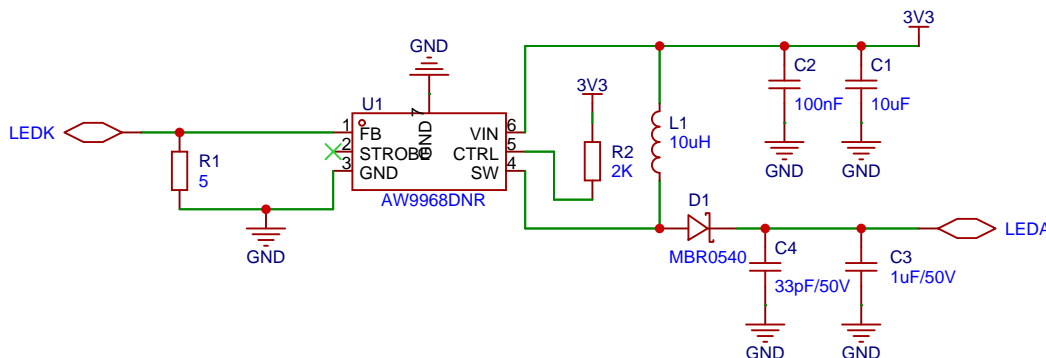 GND
3V3
U1
3V3
C2
C1
100nF
10uF
LEDK
1
FB
GND
7
VIN
6
2
STROBE
CTRL
5
3
GND
SW
4
R1
5
R2
2K
L1
10uH
GND
GND
AW9968DNR
D1
MBR0540
LEDA
GND
C4
33pF/50V
C3
1uF/50V
GND
GND